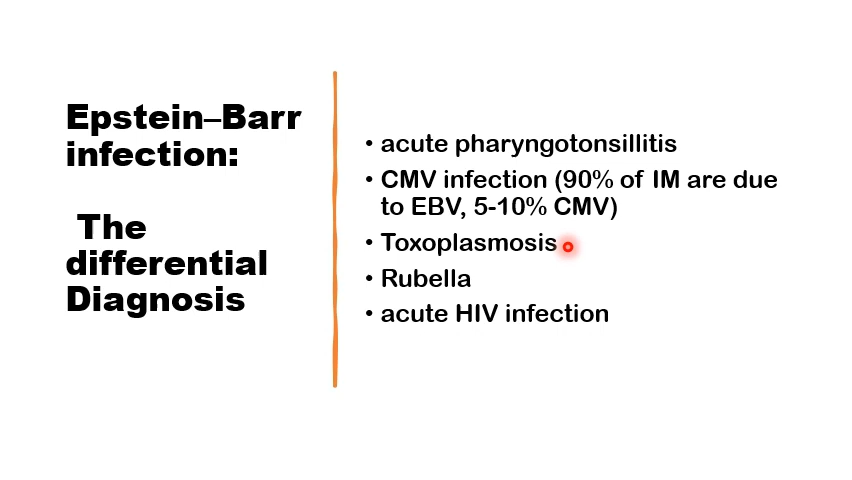 Epstein–Barr
infection:
The
differential
Diagnosis
• acute pharyngotonsillitis
• CMV infection (90% of IM are due
to EBV, 5-10% CMV)
• Toxoplasmosis
• Rubella
• acute HIV infection